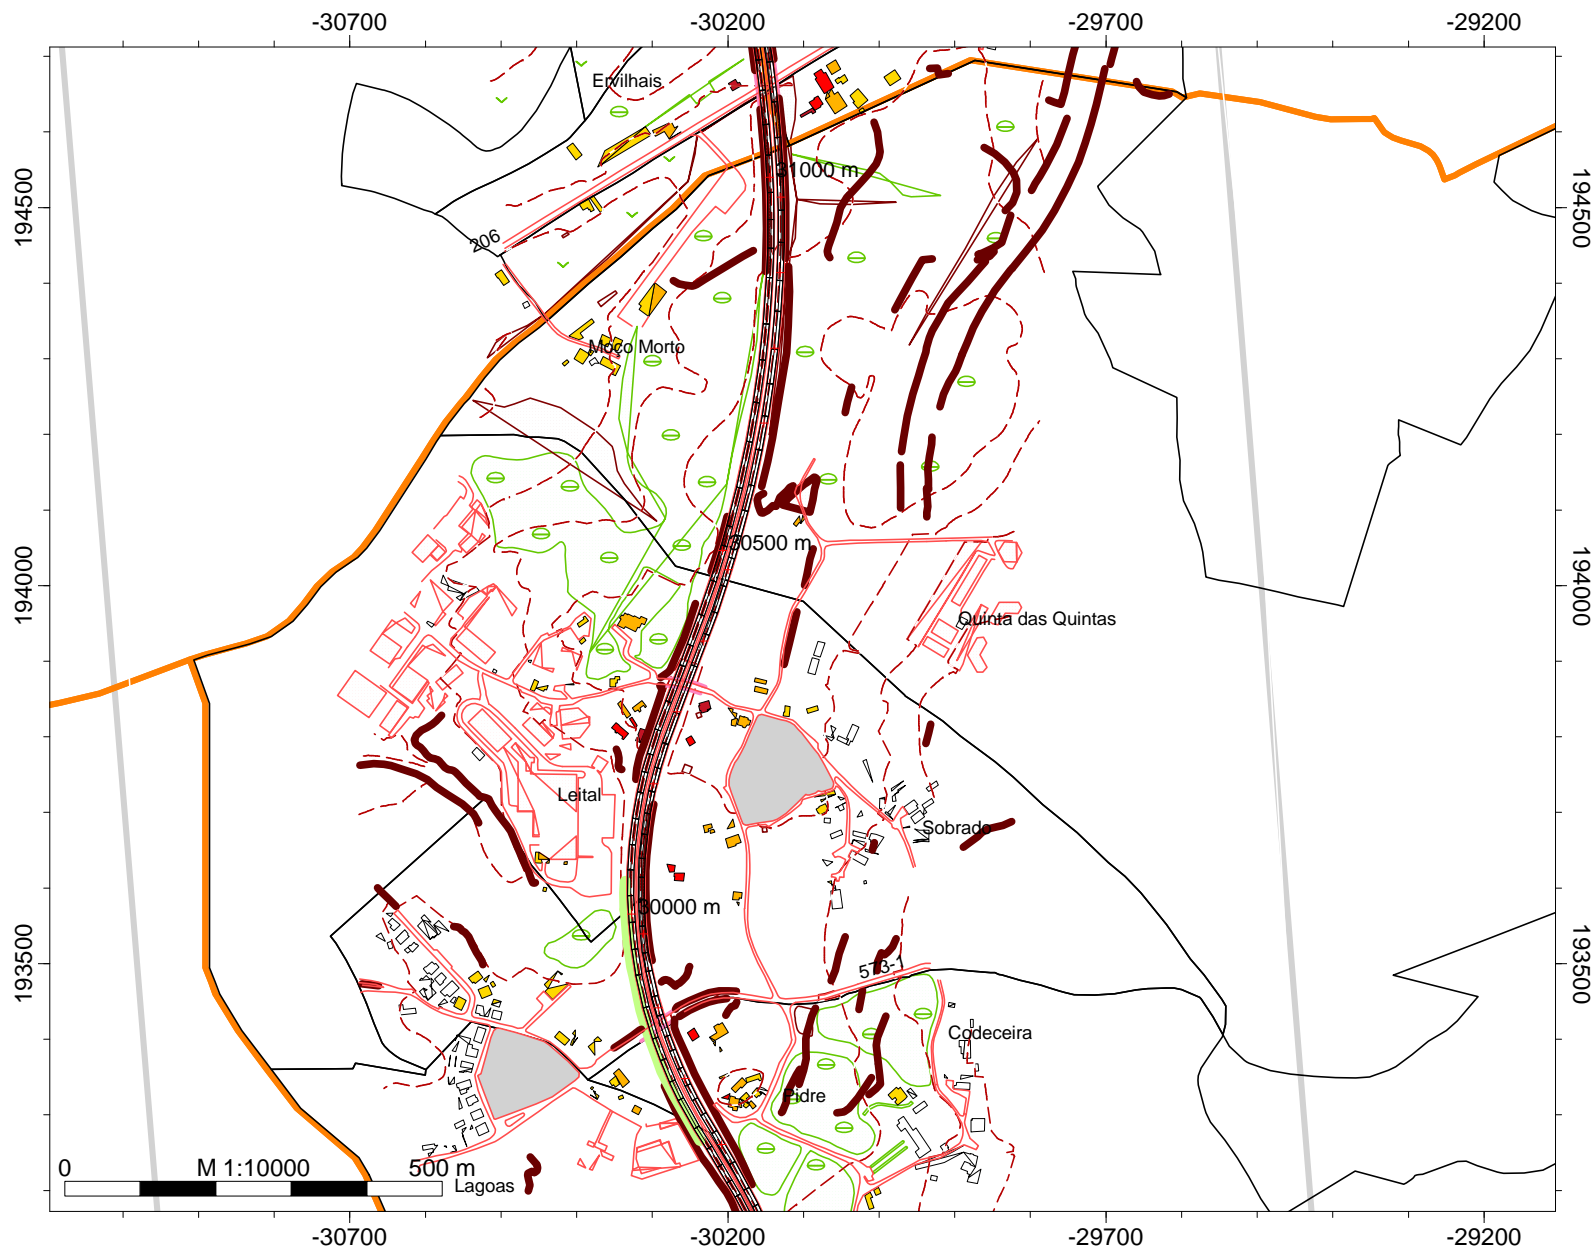 -30700 -30200 -29700 -29200
Ervilhais
31000 m
194500 194500
206
Moço Morto
30500 m
194000 194000
Quinta das Quintas
Leital
Sobrado
30000 m
193500 193500
573-1
Codeceira
Pidre
0 M 1:10000 500 m
Lagoas
-30700 -30200 -29700 -29200